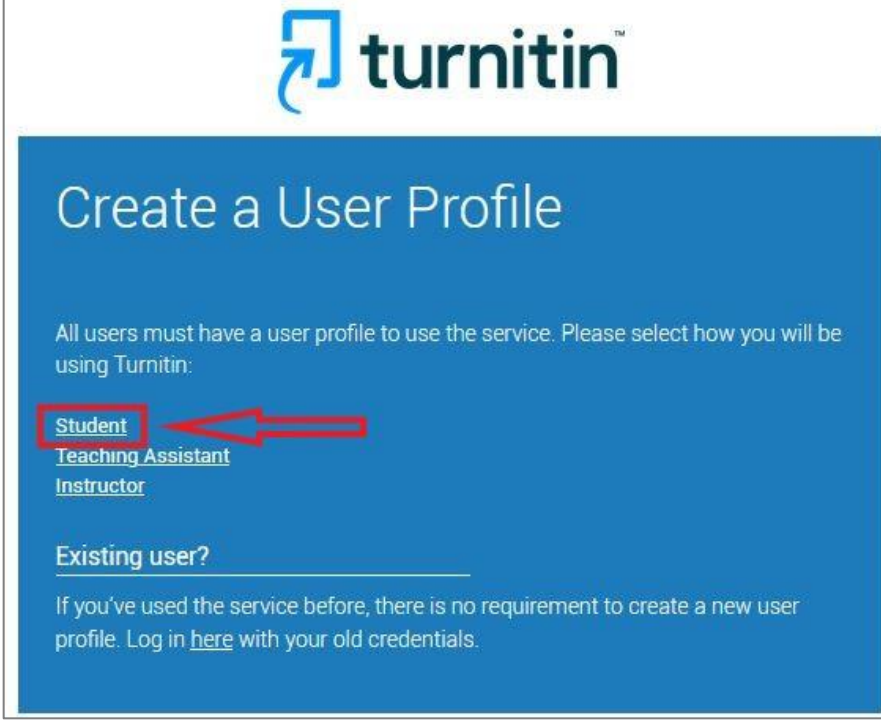 turnitin™
Create a User Profile
All users must have a user profile to use the service. Please select how you will be
using Turnitin:
Student
Teaching Assistant
Instructor
Existing user?
If you've used the service before, there is no requirement to create a new user
profile. Log in here with your old credentials.